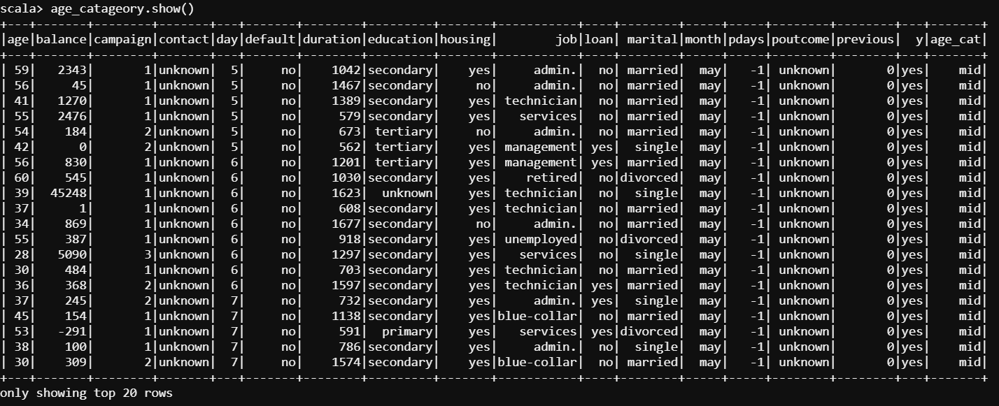 scala> age_catageory.show()
+---+-------+--------+-------+---+-------+--------+---------+-------+-----------+----+--------+-----+-----+--------+--------+---+-------+
|age|balance|campaign|contact|day|default|duration|education|housing|        job|loan| marital|month|pdays|poutcome|previous|  y|age_cat|
+---+-------+--------+-------+---+-------+--------+---------+-------+-----------+----+--------+-----+-----+--------+--------+---+-------+
| 59|   2343|       1|unknown|  5|     no|    1042|secondary|    yes|     admin.|  no| married|  may|   -1| unknown|       0|yes|    mid|
| 56|     45|       1|unknown|  5|     no|    1467|secondary|     no|     admin.|  no| married|  may|   -1| unknown|       0|yes|    mid|
| 41|   1270|       1|unknown|  5|     no|    1389|secondary|    yes| technician|  no| married|  may|   -1| unknown|       0|yes|    mid|
| 55|   2476|       1|unknown|  5|     no|     579|secondary|    yes|   services|  no| married|  may|   -1| unknown|       0|yes|    mid|
| 54|    184|       2|unknown|  5|     no|     673| tertiary|     no|     admin.|  no| married|  may|   -1| unknown|       0|yes|    mid|
| 42|      0|       2|unknown|  5|     no|     562| tertiary|    yes| management| yes|  single|  may|   -1| unknown|       0|yes|    mid|
| 56|    830|       1|unknown|  6|     no|    1201| tertiary|    yes| management| yes| married|  may|   -1| unknown|       0|yes|    mid|
| 60|    545|       1|unknown|  6|     no|    1030|secondary|    yes|    retired|  no|divorced|  may|   -1| unknown|       0|yes|    mid|
| 39|  45248|       1|unknown|  6|     no|    1623|  unknown|    yes| technician|  no|  single|  may|   -1| unknown|       0|yes|    mid|
| 37|      1|       1|unknown|  6|     no|     608|secondary|    yes| technician|  no| married|  may|   -1| unknown|       0|yes|    mid|
| 34|    869|       1|unknown|  6|     no|    1677|secondary|     no|     admin.|  no| married|  may|   -1| unknown|       0|yes|    mid|
| 55|    387|       1|unknown|  6|     no|     918|secondary|    yes| unemployed|  no|divorced|  may|   -1| unknown|       0|yes|    mid|
| 28|   5090|       3|unknown|  6|     no|    1297|secondary|    yes|   services|  no|  single|  may|   -1| unknown|       0|yes|    mid|
| 30|    484|       1|unknown|  6|     no|     703|secondary|    yes| technician|  no| married|  may|   -1| unknown|       0|yes|    mid|
| 36|    368|       2|unknown|  6|     no|    1597|secondary|    yes| technician| yes| married|  may|   -1| unknown|       0|yes|    mid|
| 37|    245|       2|unknown|  7|     no|     732|secondary|    yes|     admin.| yes|  single|  may|   -1| unknown|       0|yes|    mid|
| 45|    154|       1|unknown|  7|     no|    1138|secondary|    yes|blue-collar|  no| married|  may|   -1| unknown|       0|yes|    mid|
| 53|   -291|       1|unknown|  7|     no|     591|  primary|    yes|   services| yes|divorced|  may|   -1| unknown|       0|yes|    mid|
| 38|    100|       1|unknown|  7|     no|     786|secondary|    yes|     admin.|  no|  single|  may|   -1| unknown|       0|yes|    mid|
| 30|    309|       2|unknown|  7|     no|    1574|secondary|    yes|blue-collar|  no| married|  may|   -1| unknown|       0|yes|    mid|
+---+-------+--------+-------+---+-------+--------+---------+-------+-----------+----+--------+-----+-----+--------+--------+---+-------+
only showing top 20 rows